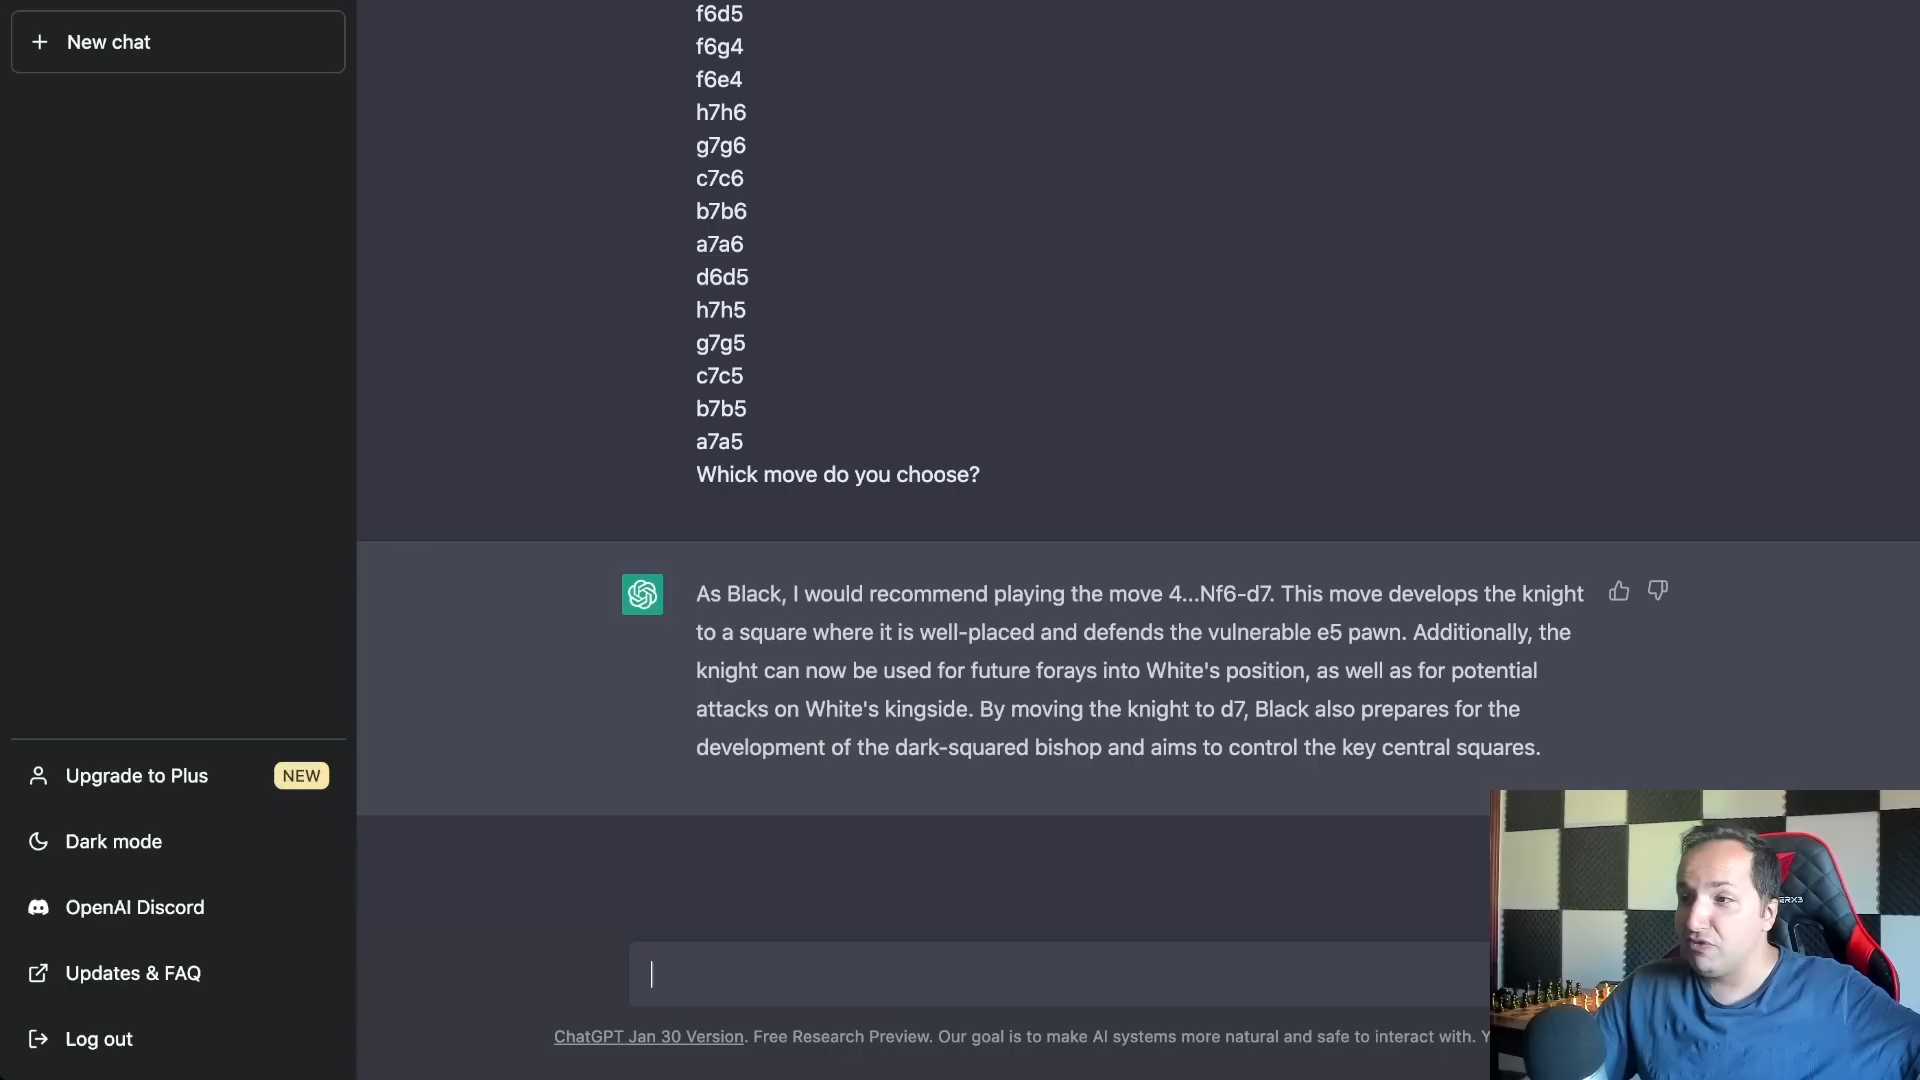 New chat
f6d5
f6g4
f6e4
h7h6
g7g6
c7c6
b7b6
a7a6
d6d5
h7h5
g7g5
c7c5
b7b5
a7a5
Whick move do you choose?
As Black, I would recommend playing the move 4...Nf6-d7. This move develops the knight
to a square where it is well-placed and defends the vulnerable e5 pawn. Additionally, the
knight can now be used for future forays into White's position, as well as for potential
attacks on White's kingside. By moving the knight to d7, Black also prepares for the
development of the dark-squared bishop and aims to control the key central squares.
Upgrade to Plus NEW
Dark mode
OpenAI Discord
Updates & FAQ
Log out
ChatGPT Jan 30 Version. Free Research Preview. Our goal is to make AI systems more natural and safe to interact with.